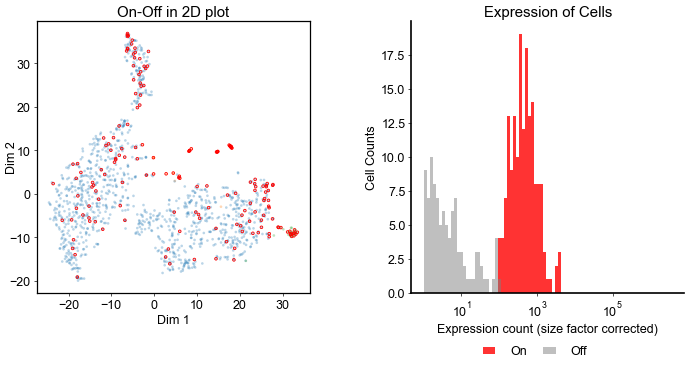 On-Off in 2D plot
Dim 2
30
20
10
0
−10
−20
−20 −10 0 10 20 30
Dim 1
Expression of Cells
Cell Counts
17.5
15.0
12.5
10.0
7.5
5.0
2.5
0.0
10^1 10^3 10^5
Expression count (size factor corrected)
On Off